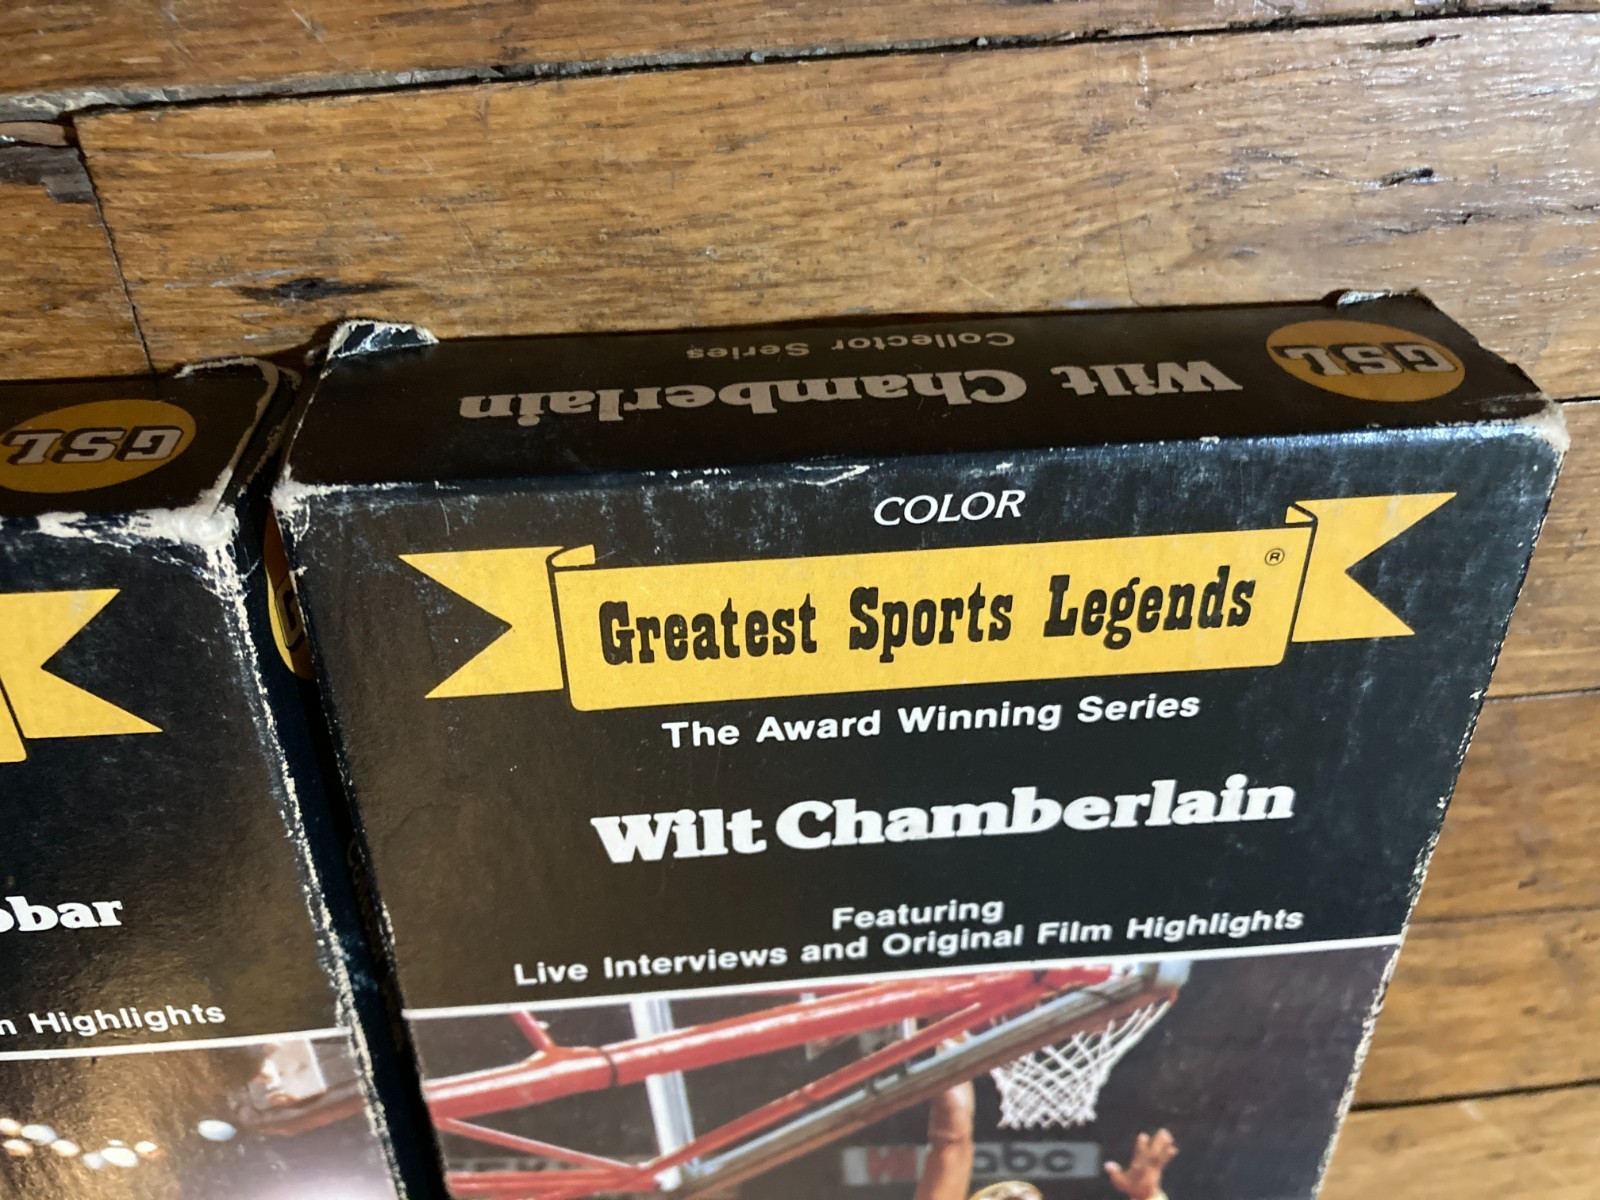 Collector Series
Wilt Chamberlain
GSL
GSL
COLOR
Greatest Sports Legends ®
The Award Winning Series
Wilt Chamberlain
Featuring
Live Interviews and Original Film Highlights
abc
obar
Highlights